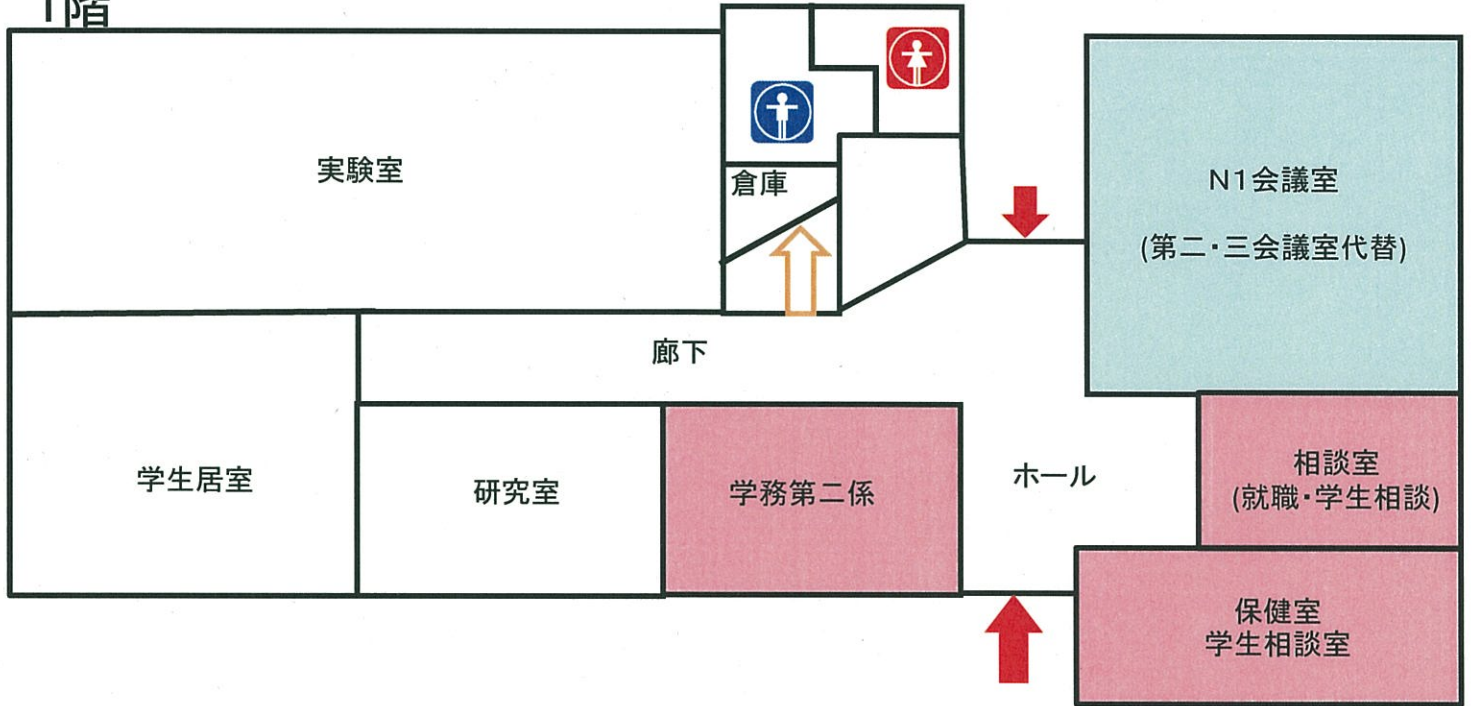 1階
実験室
倉庫
N1会議室
(第二・三会議室代替)
廊下
学生居室
研究室
学務第二係
ホール
相談室
(就職・学生相談)
保健室
学生相談室